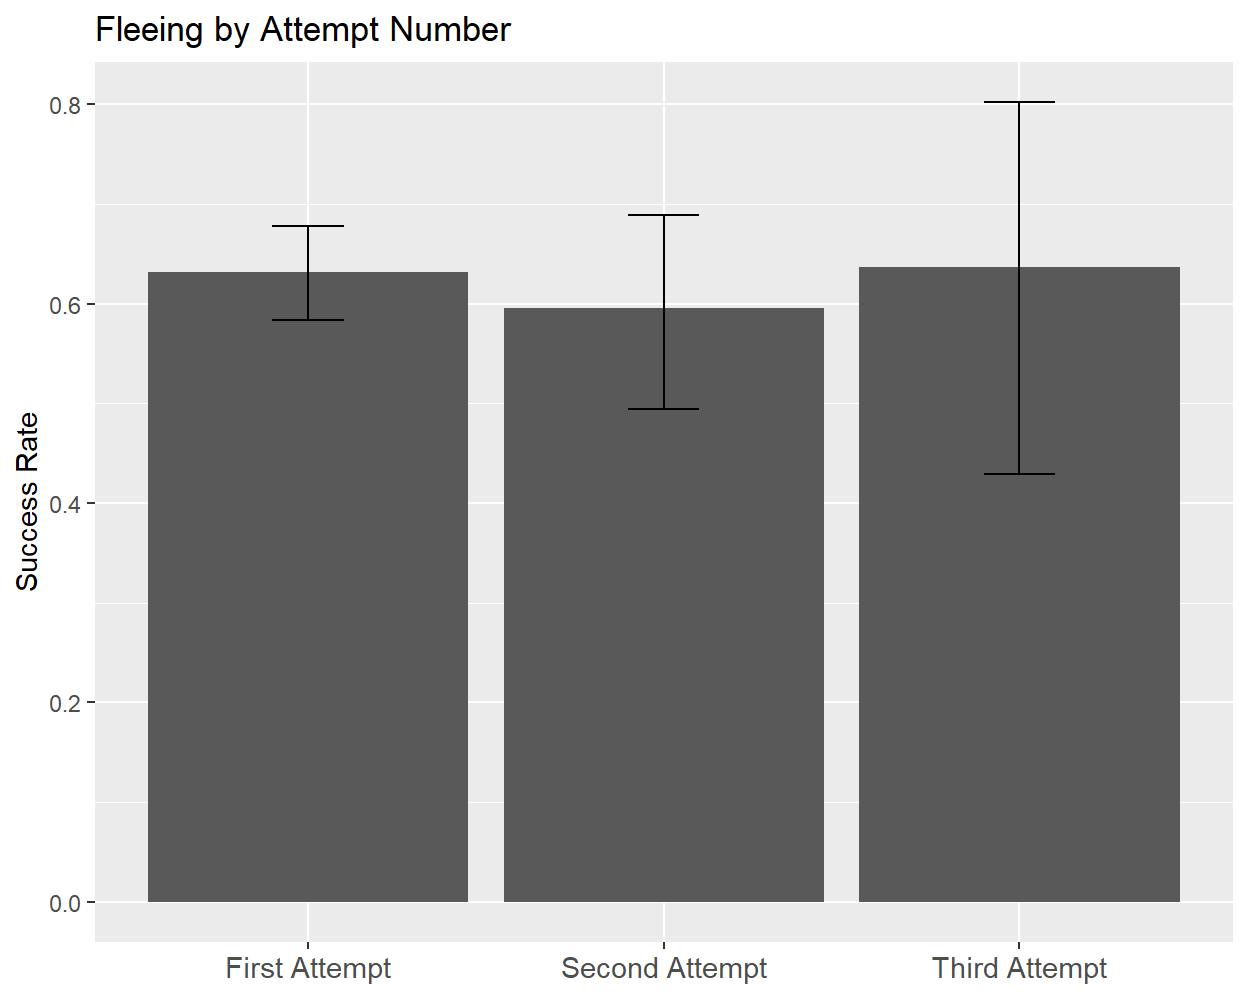 Fleeing by Attempt Number
Success Rate
0.8
0.6
0.4
0.2
0.0
First Attempt
Second Attempt
Third Attempt